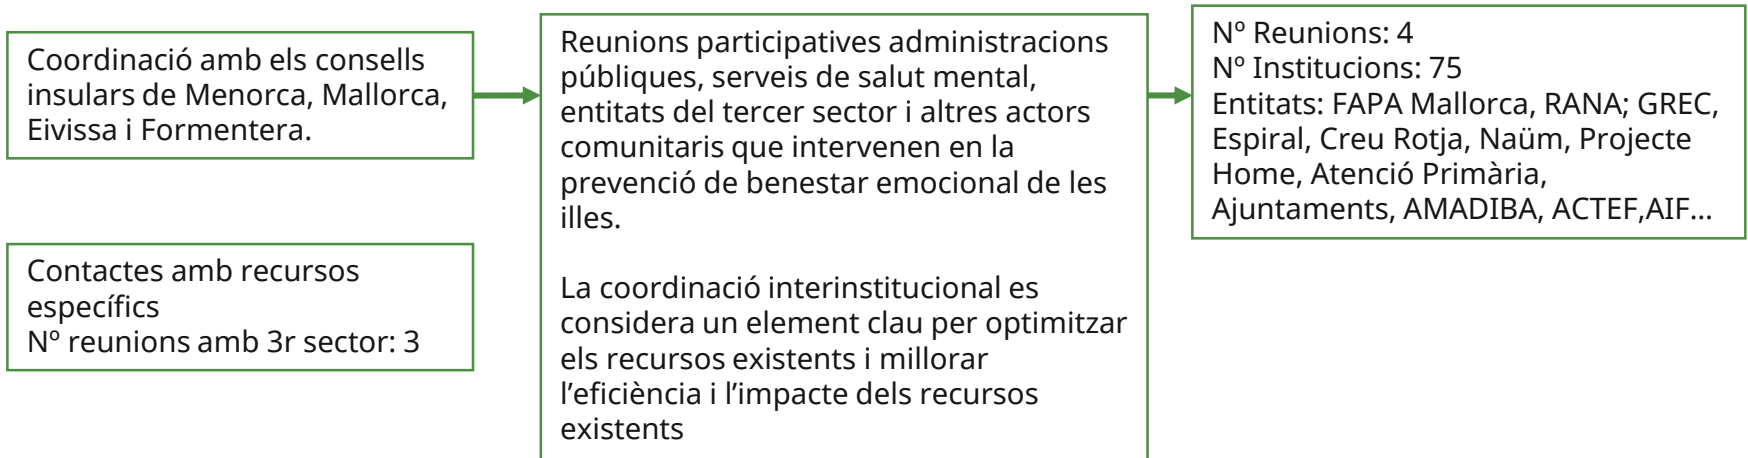 Coordinació amb els consells
insulars de Menorca, Mallorca,
Eivissa i Formentera.
Contactes amb recursos
específics
Nº reunions amb 3r sector: 3
Reunions participatives administracions
públiques, serveis de salut mental,
entitats del tercer sector i altres actors
comunitaris que intervenen en la
prevenció de benestar emocional de les
illes.
La coordinació interinstitucional es
considera un element clau per optimitzar
els recursos existents i millorar
l’eficiència i l’impacte dels recursos
existents
Nº Reunions: 4
Nº Institucions: 75
Entitats: FAPA Mallorca, RANA; GREC,
Espiral, Creu Rotja, Naüm, Projecte
Home, Atenció Primària,
Ajuntaments, AMADIBA, ACTEF,AIF…